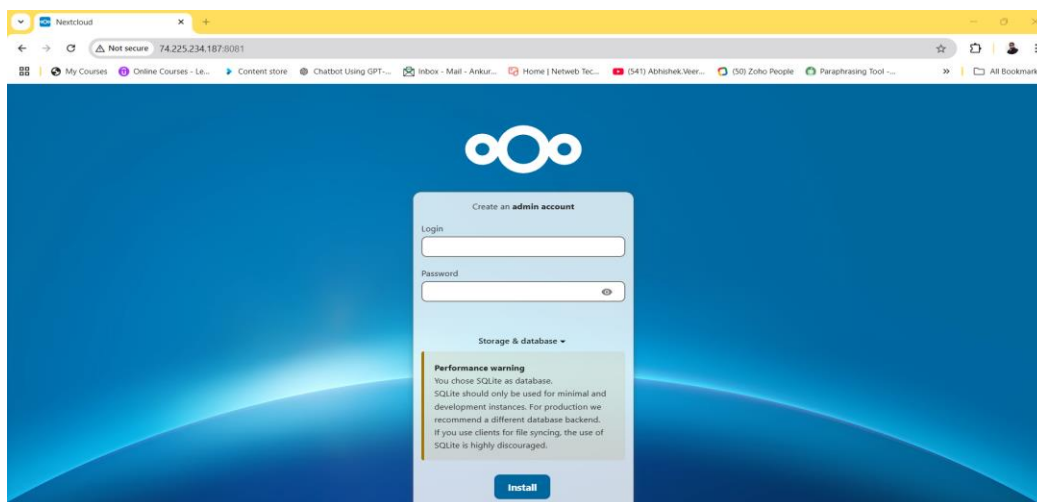 Nextcloud
Not secure 74.225.234.187:8081
My Courses Online Courses - Le... Content store Chatbot Using GPT-... Inbox - Mail - Ankur... Home | Netweb Tec... (541) Abhishek.Veer... (50) Zoho People Paraphrasing Tool -... » All Bookmark
Create an admin account
Login
Password
Storage & database
Performance warning
You chose SQLite as database.
SQLite should only be used for minimal and
development instances. For production we
recommend a different database backend.
If you use clients for file syncing, the use of
SQLite is highly discouraged.
Install